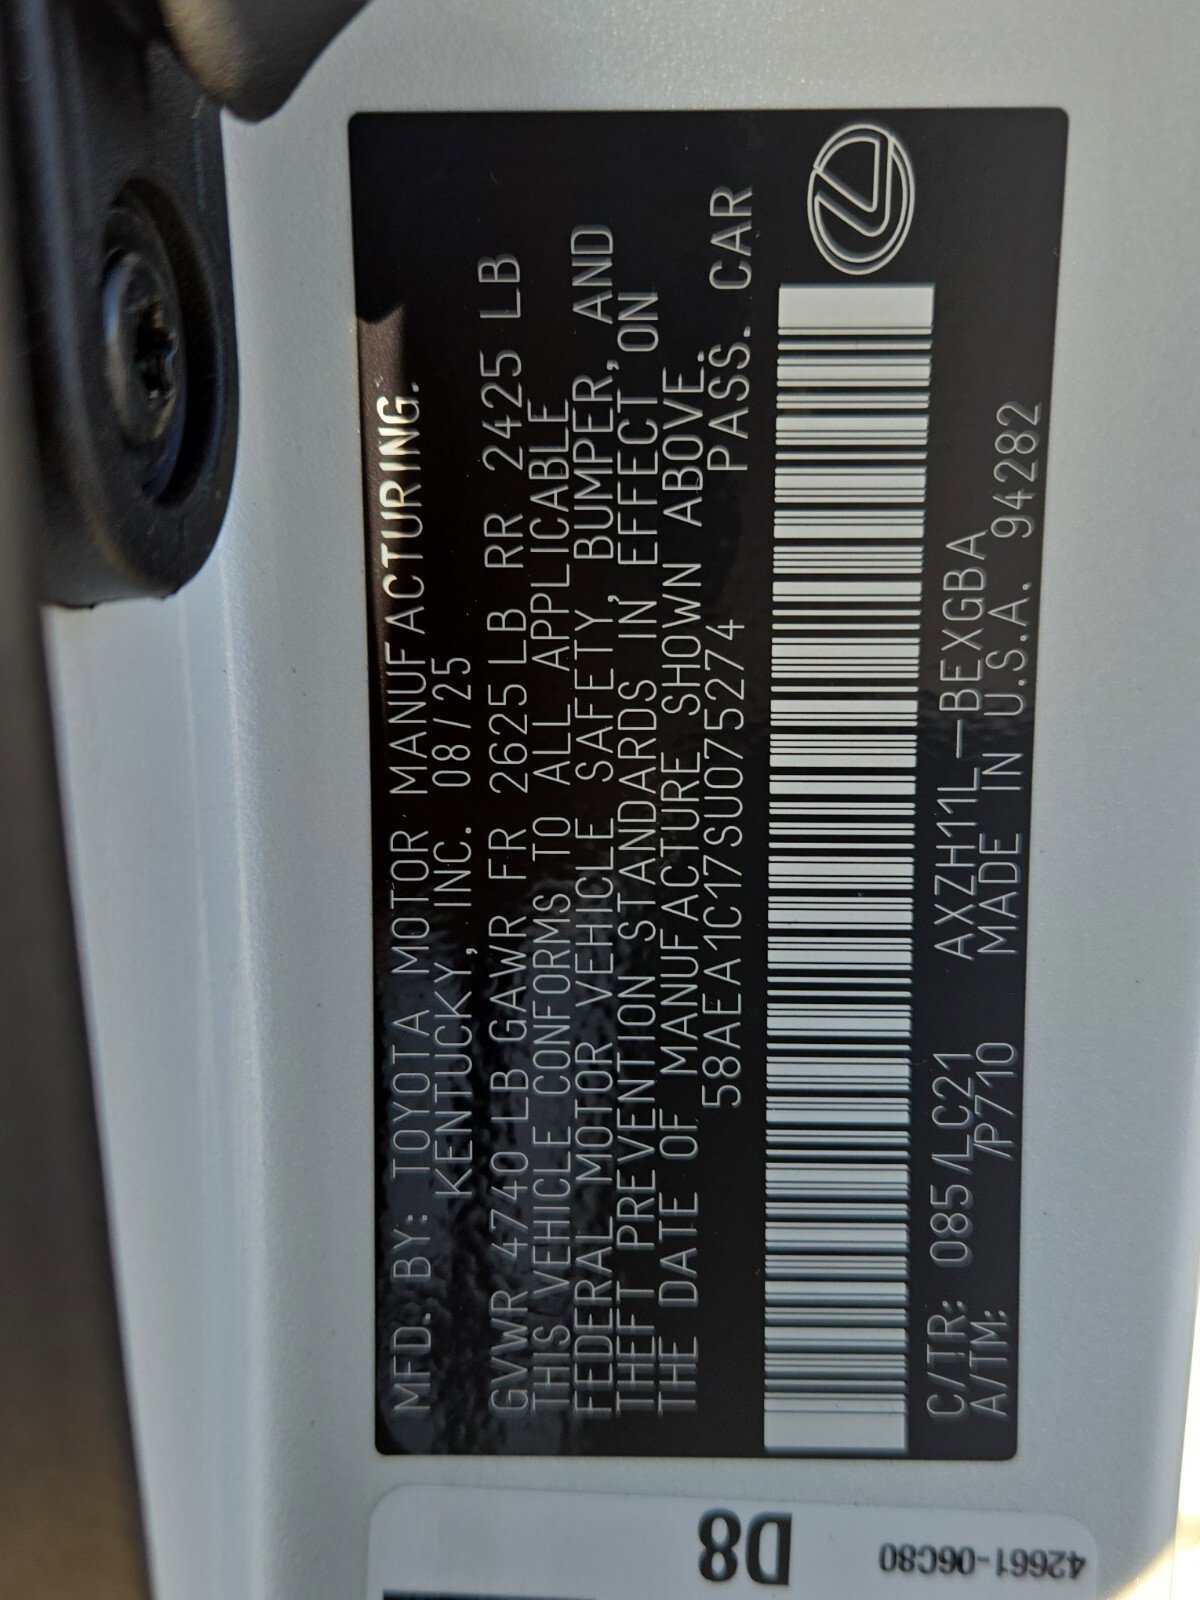 MFD. BY: TOYOTA MOTOR MANUFACTURING.
KENTUCKY, INC. 08/25
GVWR 4740 LB GAWR FR 2625 LB RR 2425 LB
THIS VEHICLE CONFORMS TO ALL APPLICABLE
FEDERAL MOTOR VEHICLE SAFETY, BUMPER, AND
THEFT PREVENTION STANDARDS IN EFFECT ON
THE DATE OF MANUFACTURE SHOWN ABOVE.
58AEA1C17SU075274 PASS. CAR
C/TR: 085/LC21 AXZH11L-BEXGBA
A/TM: /P710 MADE IN U.S.A. 94282
D8
42661-06C80